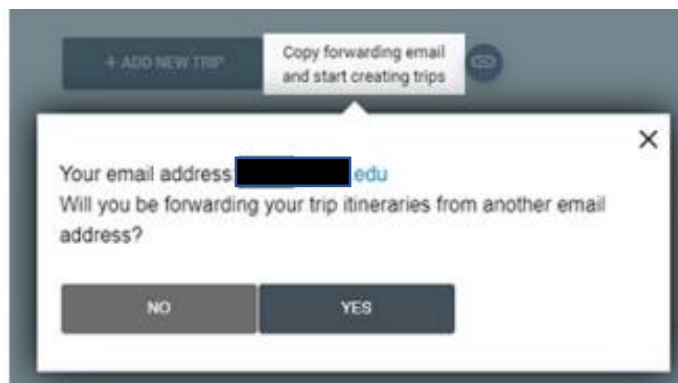 + ADD NEW TRIP
Copy forwarding email
and start creating trips
Your email address edu
Will you be forwarding your trip itineraries from another email
address?
NO
YES